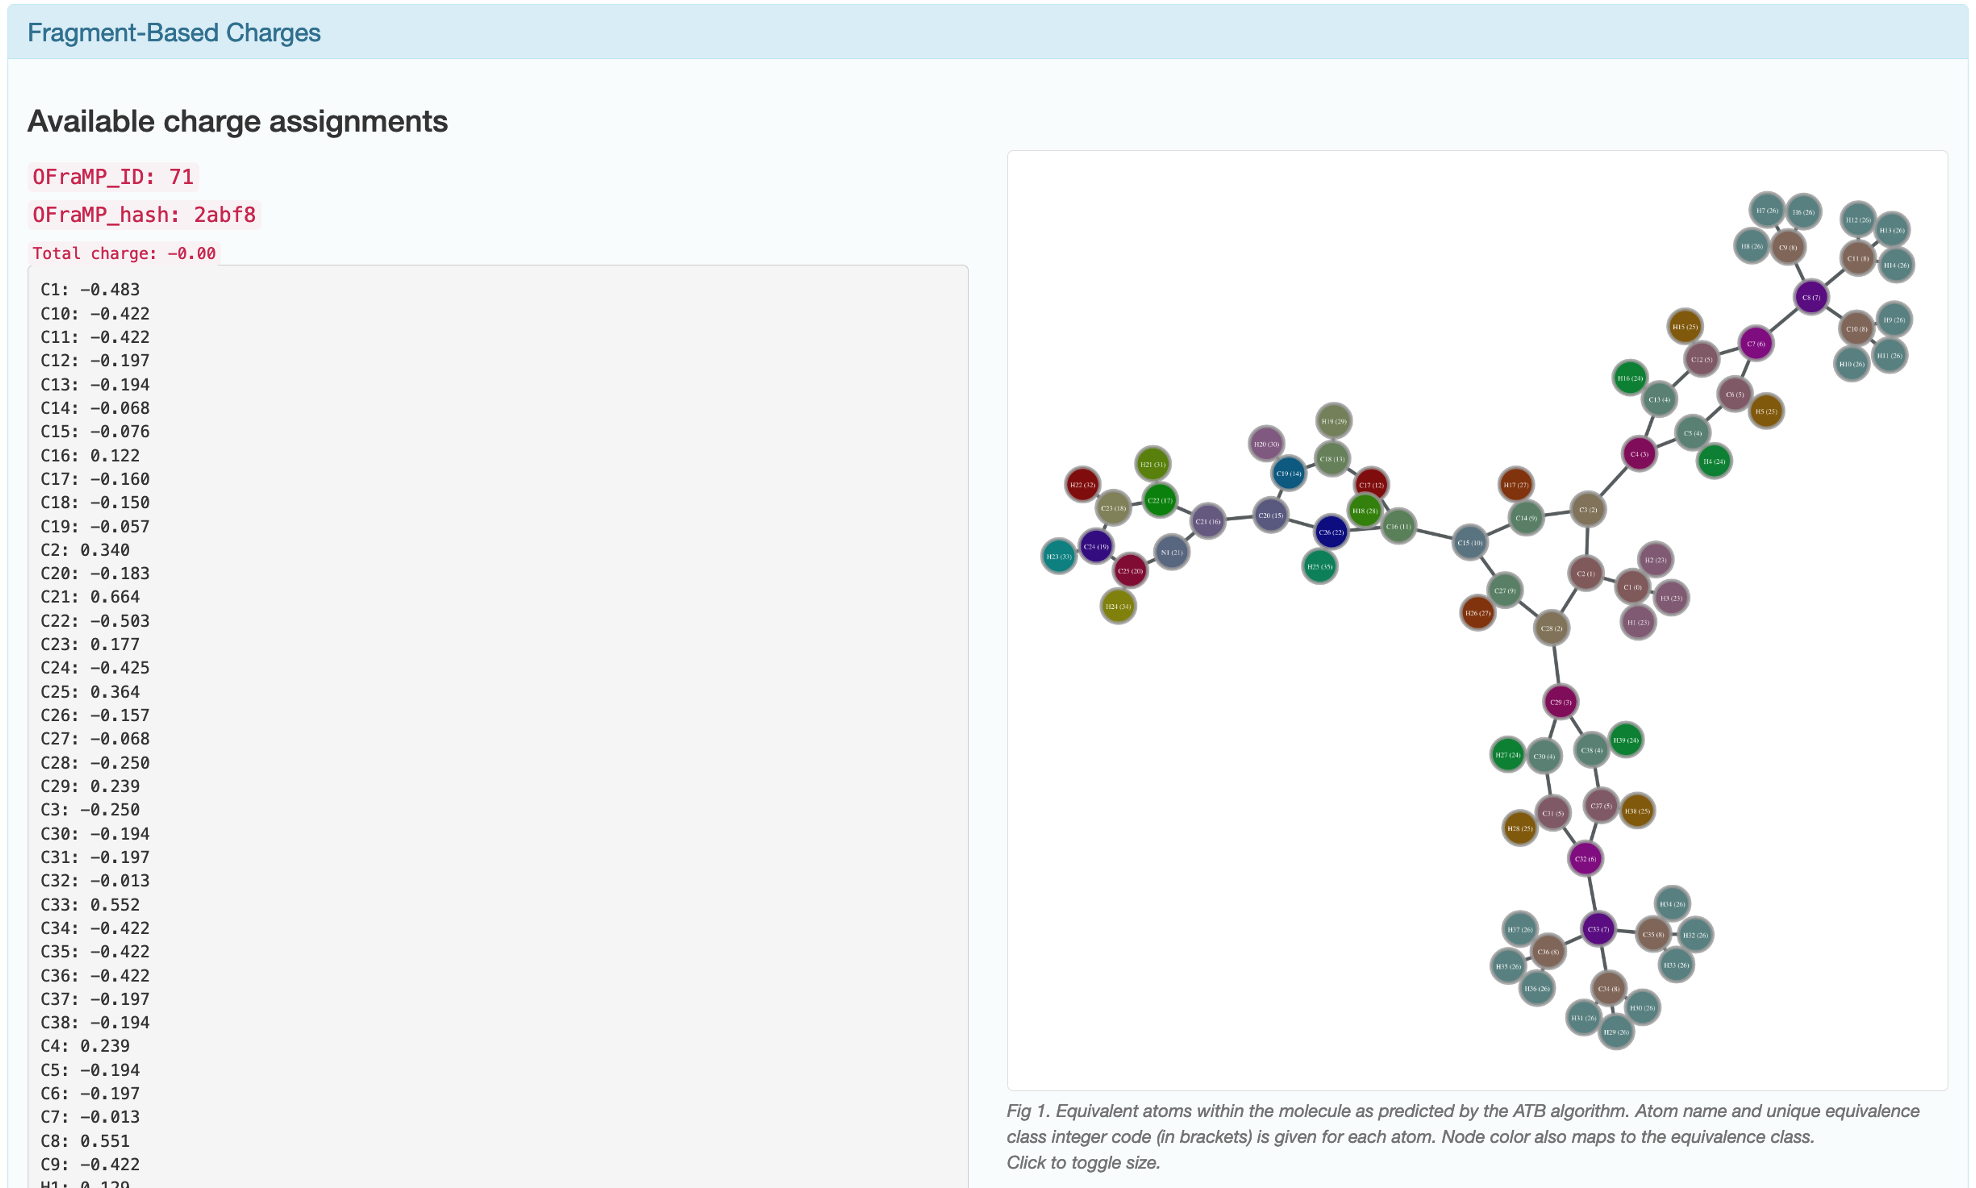 Fragment-Based Charges
Available charge assignments
OFraMP_ID: 71
OFraMP_hash: 2abf8
Total charge: -0.00
C1: -0.483
C10: -0.422
C11: -0.422
C12: -0.197
C13: -0.194
C14: -0.068
C15: -0.076
C16: 0.122
C17: -0.160
C18: -0.150
C19: -0.057
C2: 0.340
C20: -0.183
C21: 0.664
C22: -0.503
C23: 0.177
C24: -0.425
C25: 0.364
C26: -0.157
C27: -0.068
C28: -0.250
C29: 0.239
C3: -0.250
C30: -0.194
C31: -0.197
C32: -0.013
C33: 0.552
C34: -0.422
C35: -0.422
C36: -0.422
C37: -0.197
C38: -0.194
C4: 0.239
C5: -0.194
C6: -0.197
C7: -0.013
C8: 0.551
C9: -0.422
H1: 0.129
H7 (26)
H6 (26)
H12 (26)
H13 (26)
H8 (26)
C9 (8)
C11 (8)
H14 (26)
C8 (7)
H15 (25)
C10 (8)
H9 (26)
C7 (6)
C12 (5)
H10 (26)
H11 (26)
H16 (24)
C13 (4)
C6 (5)
H5 (25)
H19 (29)
C5 (4)
H20 (30)
C4 (3)
H4 (24)
H21 (31)
C18 (13)
C19 (14)
H22 (32)
C17 (12)
H17 (27)
C22 (17)
C23 (18)
H18 (28)
C3 (2)
C21 (16)
C20 (15)
C14 (9)
C26 (22)
C16 (11)
C24 (19)
N1 (21)
C15 (10)
H23 (33)
C25 (20)
H25 (35)
H2 (23)
C2 (1)
C1 (0)
H3 (23)
C27 (9)
H24 (34)
H26 (27)
H1 (23)
C28 (2)
C29 (3)
H39 (24)
H27 (24)
C30 (4)
C38 (4)
C37 (5)
H38 (25)
C31 (5)
H28 (25)
C32 (6)
H34 (26)
H37 (26)
C33 (7)
C35 (8)
H32 (26)
C36 (8)
H35 (26)
H33 (26)
H36 (26)
C34 (8)
H30 (26)
H31 (26)
H29 (26)
Fig 1. Equivalent atoms within the molecule as predicted by the ATB algorithm. Atom name and unique equivalence
class integer code (in brackets) is given for each atom. Node color also maps to the equivalence class.
Click to toggle size.